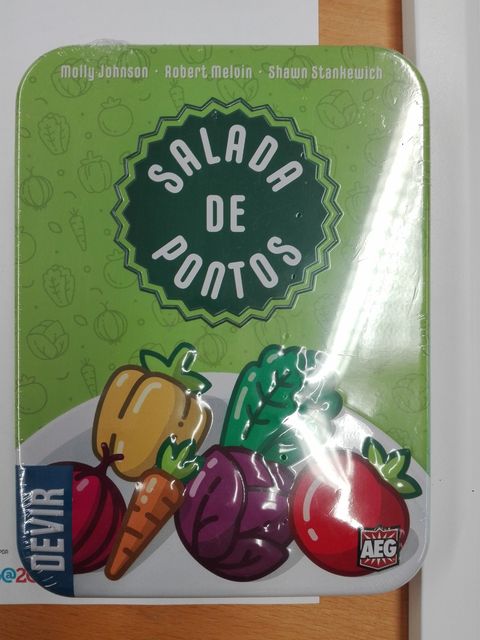 Molly Johnson · Robert Melvin · Shawn Stankewich
SALADA
DE
PONTOS
DEVIR
AEG